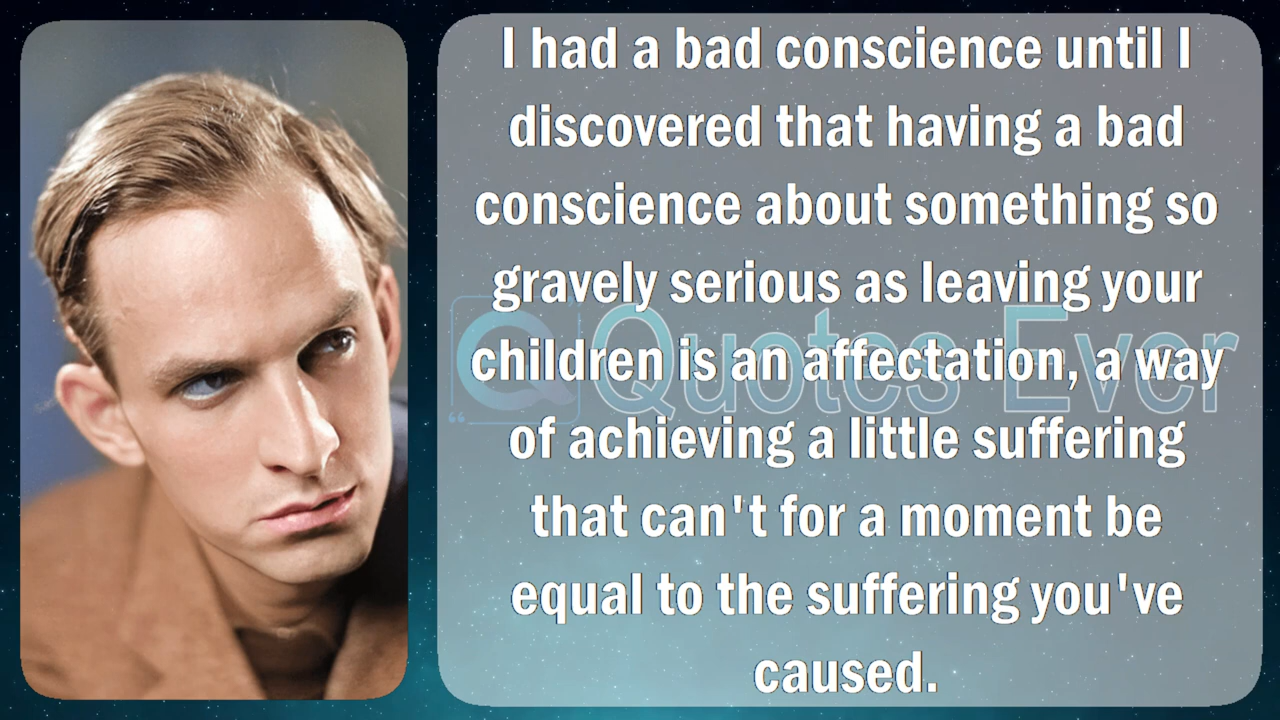 I had a bad conscience until I
discovered that having a bad
conscience about something so
gravely serious as leaving your
children is an affectation, a way
of achieving a little suffering
that can't for a moment be
equal to the suffering you've
caused.
Quotes Ever